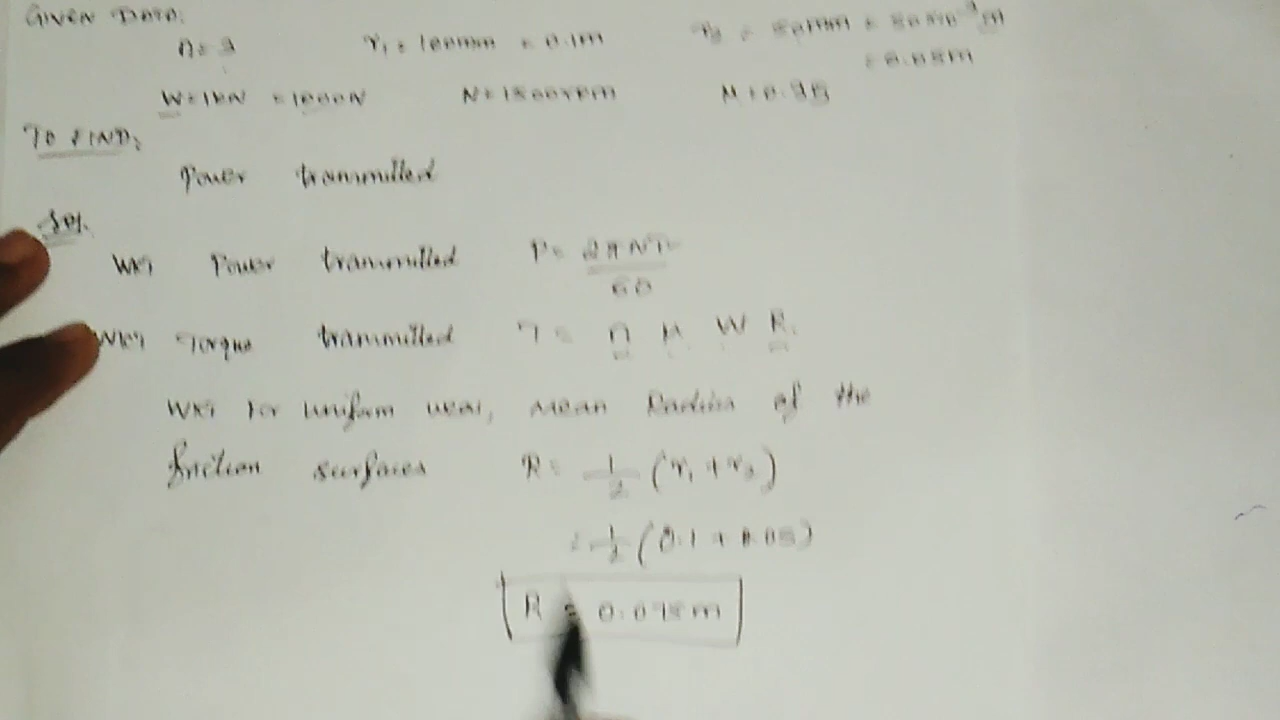 GIVEN DATA:
n= 2 r₁ = 100mm = 0.1m r₂ = 50mm = 50x10⁻³ m
= 0.05m
W=1kN =1000N N=1500rpm μ=0.35
TO FIND:
Power transmitted
Sol.
WKT Power transmitted P= 2πNT / 60
WKT Torque transmitted T= n μ W R.
WKT For uniform wear, Mean Radius of the
friction surfaces R= 1/2 (r₁+r₂)
= 1/2 (0.1+0.05)
R = 0.075m